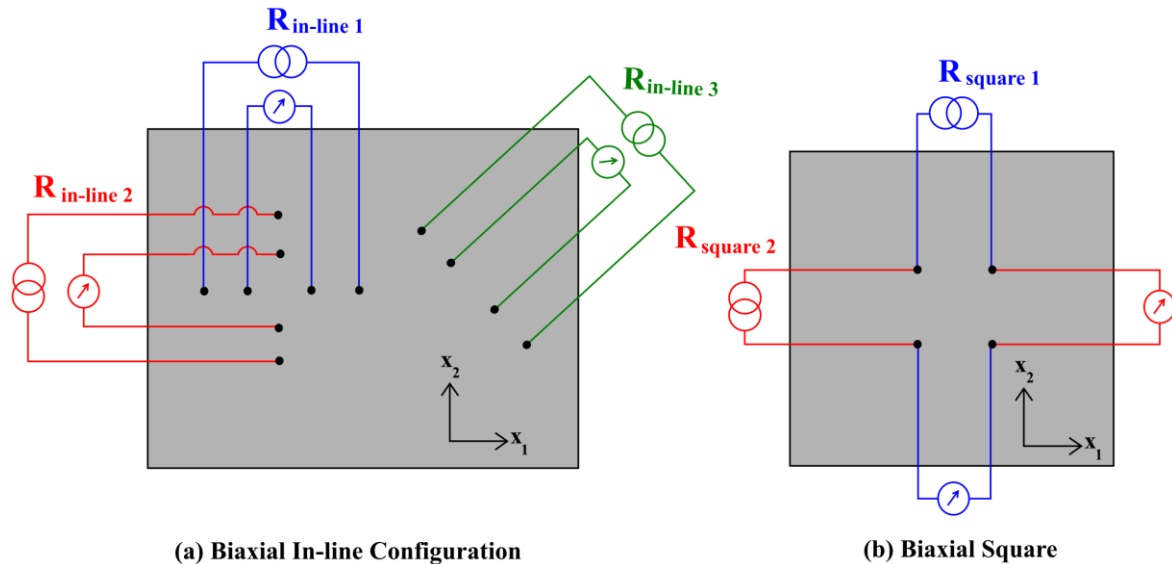 R in-line 1
R in-line 2
R in-line 3
x2
x1
(a) Biaxial In-line Configuration
R square 1
R square 2
x2
x1
(b) Biaxial Square